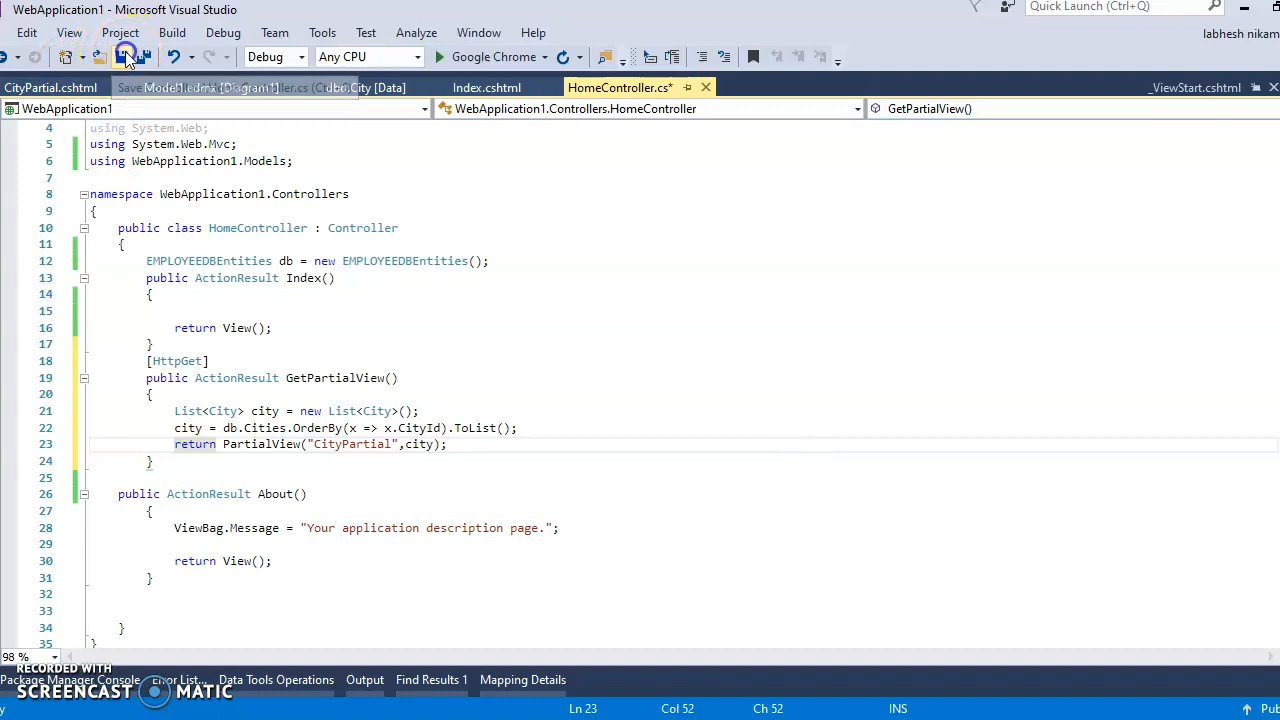 WebApplication1 - Microsoft Visual Studio
Quick Launch (Ctrl+Q)
Edit View Project Build Debug Team Tools Test Analyze Window Help
labhesh nikam
Debug Any CPU Google Chrome
CityPartial.cshtml Model1.edmx [Diagram1] dbo.City [Data] Index.cshtml HomeController.cs* _ViewStart.cshtml
WebApplication1 WebApplication1.Controllers.HomeController GetPartialView()
4 using System.Web;
5 using System.Web.Mvc;
6 using WebApplication1.Models;
7
8 namespace WebApplication1.Controllers
9 {
10 public class HomeController : Controller
11 {
12 EMPLOYEEDBEntities db = new EMPLOYEEDBEntities();
13 public ActionResult Index()
14 {
15
16 return View();
17 }
18 [HttpGet]
19 public ActionResult GetPartialView()
20 {
21 List<City> city = new List<City>();
22 city = db.Cities.OrderBy(x => x.CityId).ToList();
23 return PartialView("CityPartial",city);
24 }
25
26 public ActionResult About()
27 {
28 ViewBag.Message = "Your application description page.";
29
30 return View();
31 }
32
33
34 }
35 }
98 %
Package Manager Console Error List... Data Tools Operations Output Find Results 1 Mapping Details
RECORDED WITH
SCREENCAST MATIC
Ln 23 Col 52 Ch 52 INS